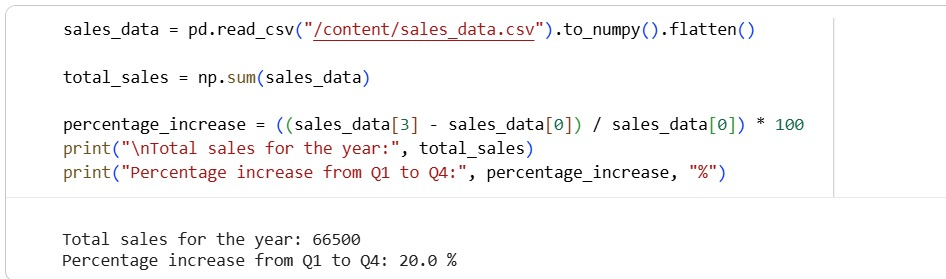 sales_data = pd.read_csv("/content/sales_data.csv").to_numpy().flatten()
total_sales = np.sum(sales_data)
percentage_increase = ((sales_data[3] - sales_data[0]) / sales_data[0]) * 100
print("\nTotal sales for the year:", total_sales)
print("Percentage increase from Q1 to Q4:", percentage_increase, "%")
Total sales for the year: 66500
Percentage increase from Q1 to Q4: 20.0 %